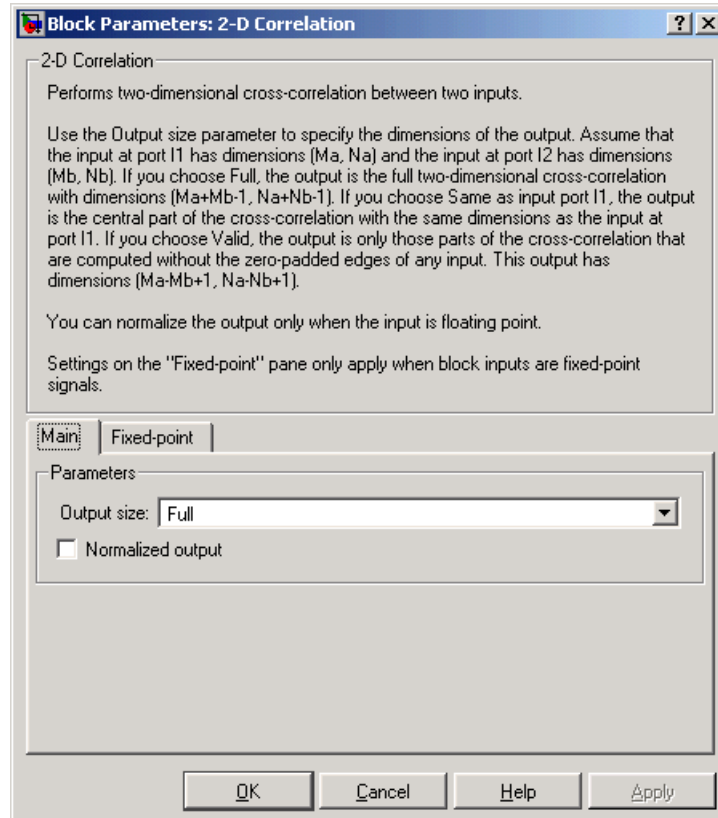 Block Parameters: 2-D Correlation
2-D Correlation
Performs two-dimensional cross-correlation between two inputs.
Use the Output size parameter to specify the dimensions of the output. Assume that
the input at port I1 has dimensions (Ma, Na) and the input at port I2 has dimensions
(Mb, Nb). If you choose Full, the output is the full two-dimensional cross-correlation
with dimensions (Ma+Mb-1, Na+Nb-1). If you choose Same as input port I1, the output
is the central part of the cross-correlation with the same dimensions as the input at
port I1. If you choose Valid, the output is only those parts of the cross-correlation that
are computed without the zero-padded edges of any input. This output has
dimensions (Ma-Mb+1, Na-Nb+1).
You can normalize the output only when the input is floating point.
Settings on the "Fixed-point" pane only apply when block inputs are fixed-point
signals.
Main Fixed-point
Parameters
Output size: Full
Normalized output
OK Cancel Help Apply